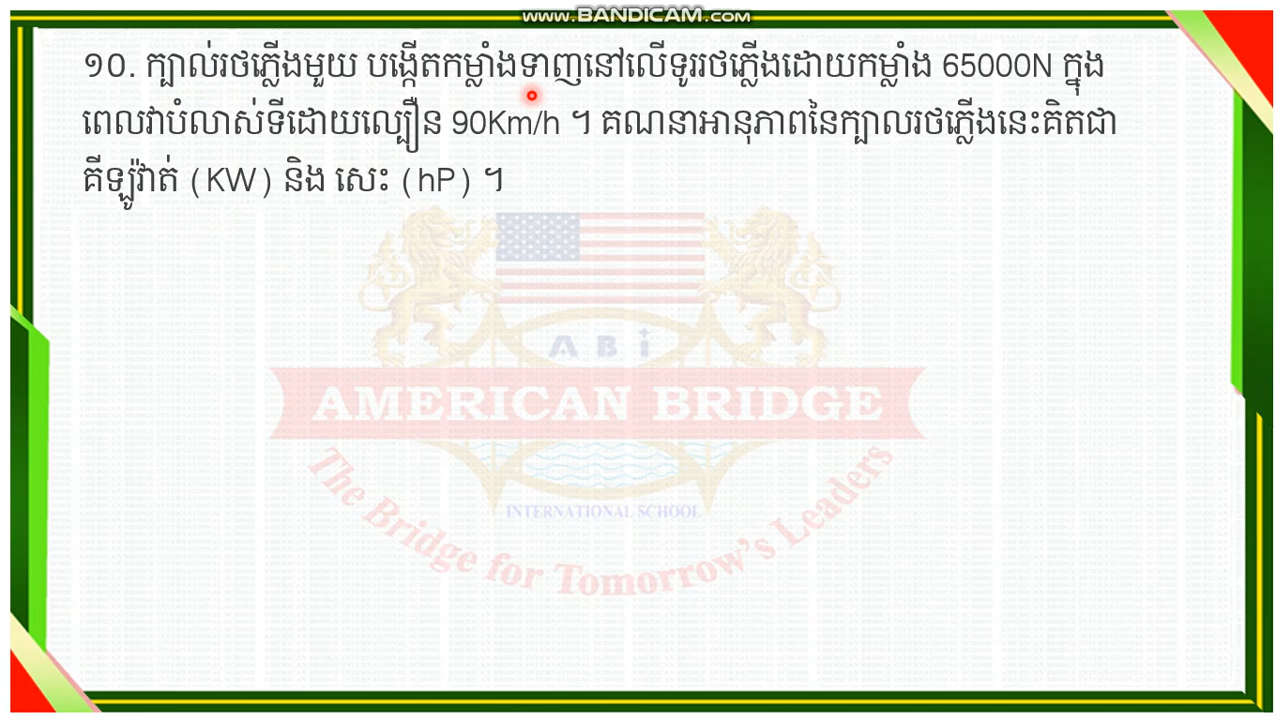 www.BANDICAM.com
១០. ក្បាល់រថភ្លើងមួយ បង្កើតកម្លាំងទាញនៅលើទូររថភ្លើងដោយកម្លាំង 65000N ក្នុង
ពេលវាបំលាស់ទីដោយល្បឿន 90Km/h ។ គណនាអានុភាពនៃក្បាលរថភ្លើងនេះគិតជា
គីឡូវ៉ាត់ (KW) និង សេះ (hP) ។
ABi
AMERICAN BRIDGE
INTERNATIONAL SCHOOL
The Bridge for Tomorrow's Leaders